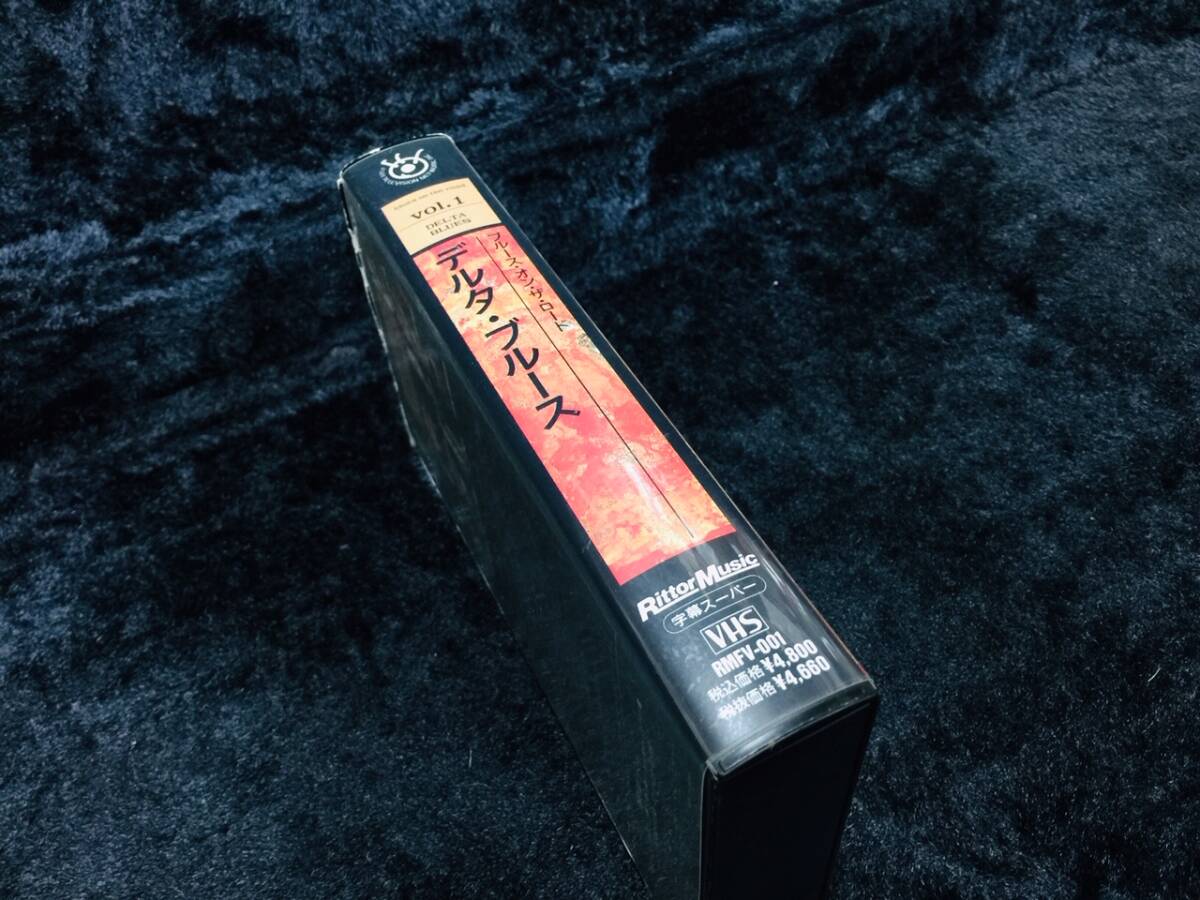 vol.1
DELTA
BLUES
ブルース・オン・ザ・ロード
デルタ・ブルース
RittorMusic
字幕スーパー
VHS
RMFV-001
税込価格¥4,800
税抜価格¥4,660